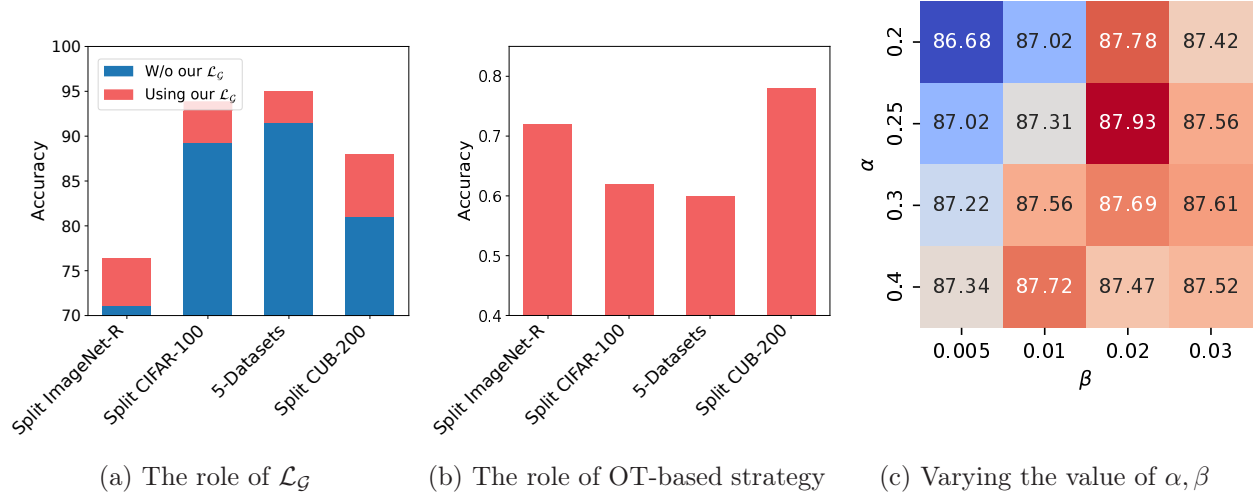 100
95
90
85
80
75
70
Accuracy
W/o our 𝓛𝒢
Using our 𝓛𝒢
Split ImageNet-R
Split CIFAR-100
5-Datasets
Split CUB-200
(a) The role of 𝓛𝒢
0.8
0.7
0.6
0.5
0.4
Accuracy
Split ImageNet-R
Split CIFAR-100
5-Datasets
Split CUB-200
(b) The role of OT-based strategy
α
0.2 86.68 87.02 87.78 87.42
0.25 87.02 87.31 87.93 87.56
0.3 87.22 87.56 87.69 87.61
0.4 87.34 87.72 87.47 87.52
0.005 0.01 0.02 0.03
β
(c) Varying the value of α, β